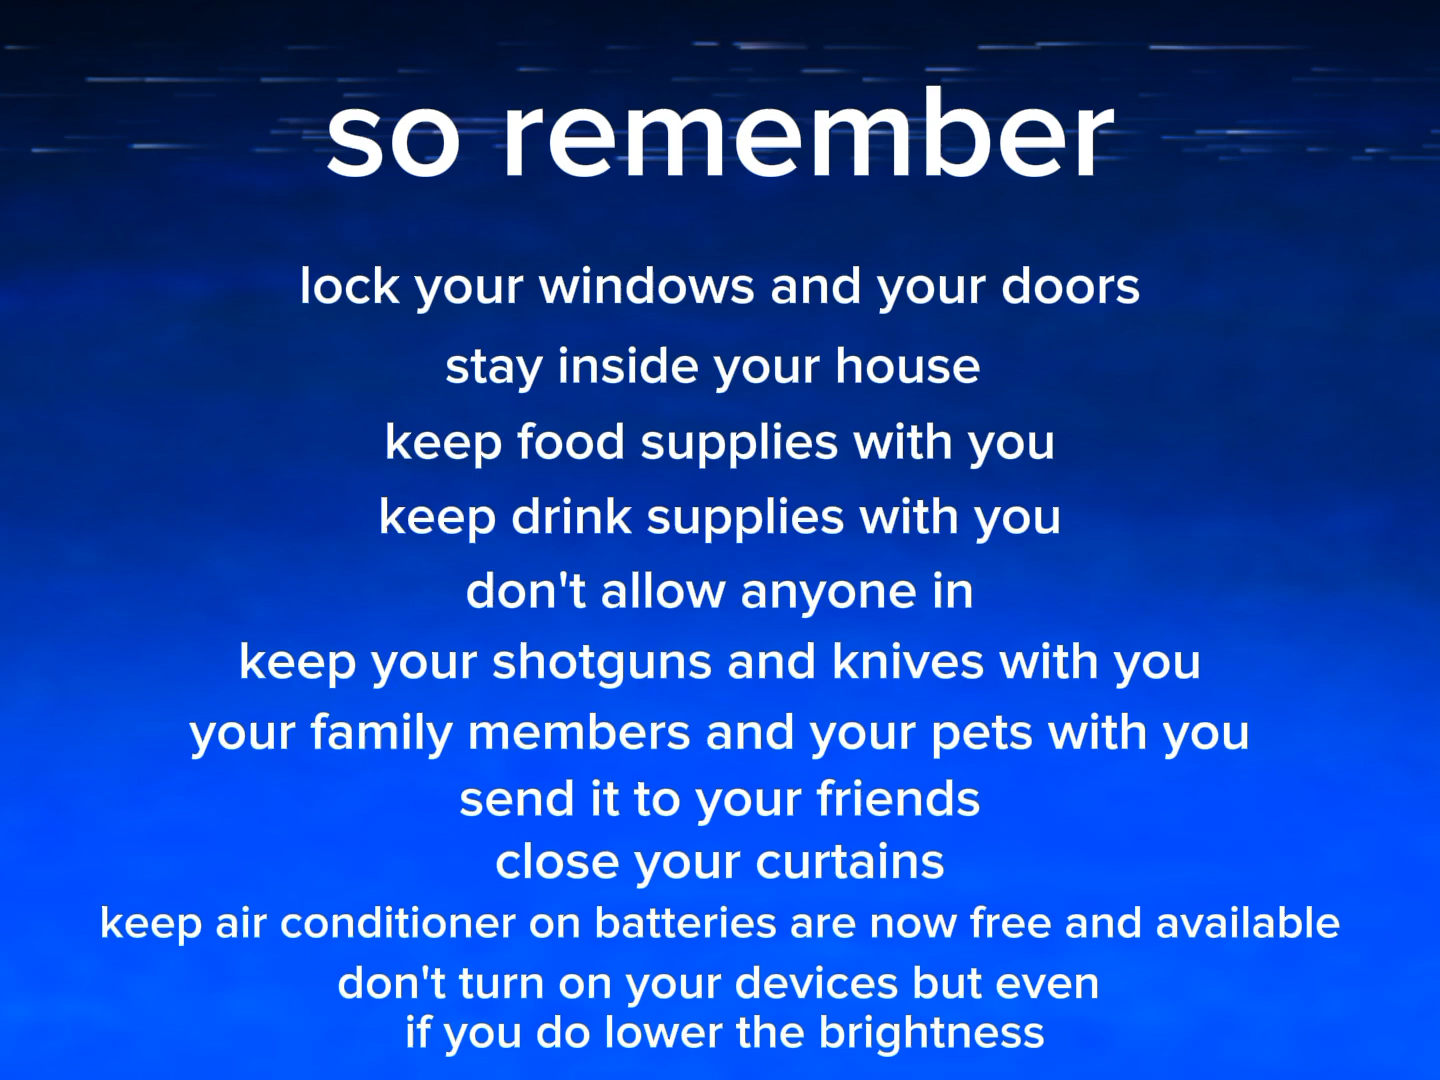 so remember
lock your windows and your doors
stay inside your house
keep food supplies with you
keep drink supplies with you
don't allow anyone in
keep your shotguns and knives with you
your family members and your pets with you
send it to your friends
close your curtains
keep air conditioner on batteries are now free and available
don't turn on your devices but even
if you do lower the brightness